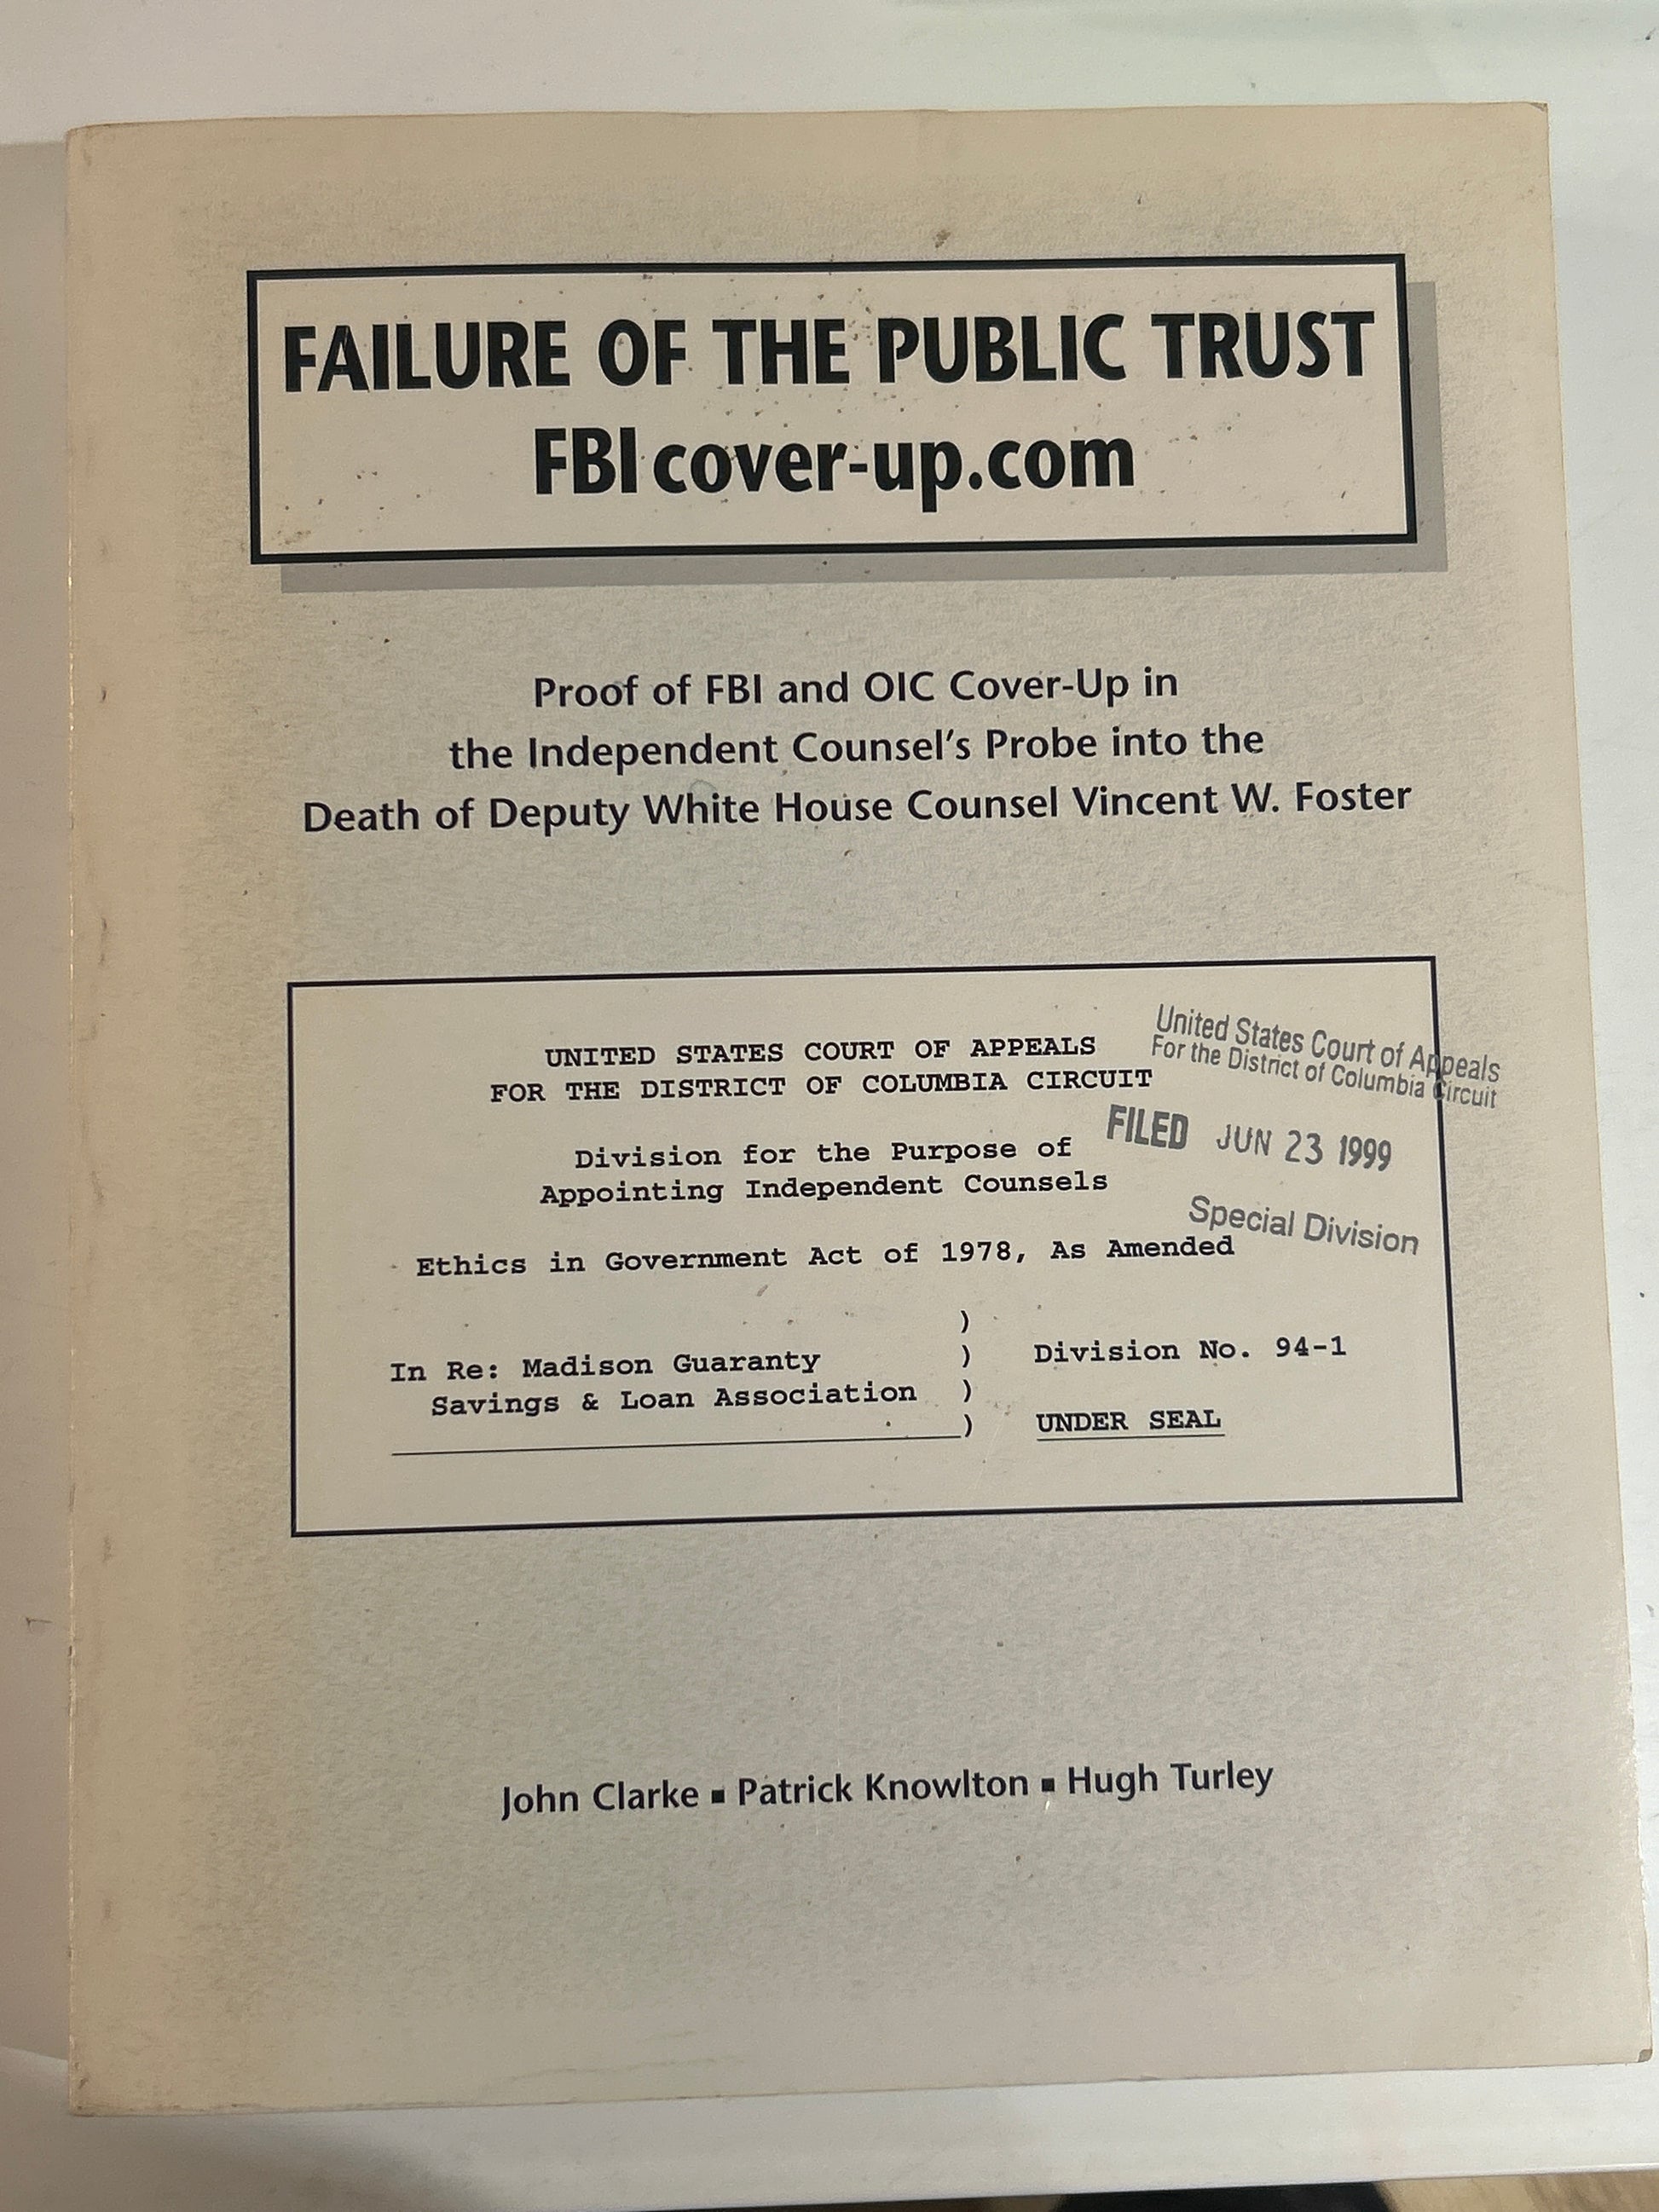 FAILURE OF THE PUBLIC TRUST
FBIcover-up.com
Proof of FBI and OIC Cover-Up in
the Independent Counsel's Probe into the
Death of Deputy White House Counsel Vincent W. Foster
UNITED STATES COURT OF APPEALS
FOR THE DISTRICT OF COLUMBIA CIRCUIT
United States Court of Appeals
For the District of Columbia Circuit
FILED JUN 23 1999
Special Division
Division for the Purpose of
Appointing Independent Counsels
Ethics in Government Act of 1978, As Amended
)
In Re: Madison Guaranty ) Division No. 94-1
Savings & Loan Association )
) UNDER SEAL
John Clarke ▪ Patrick Knowlton ▪ Hugh Turley